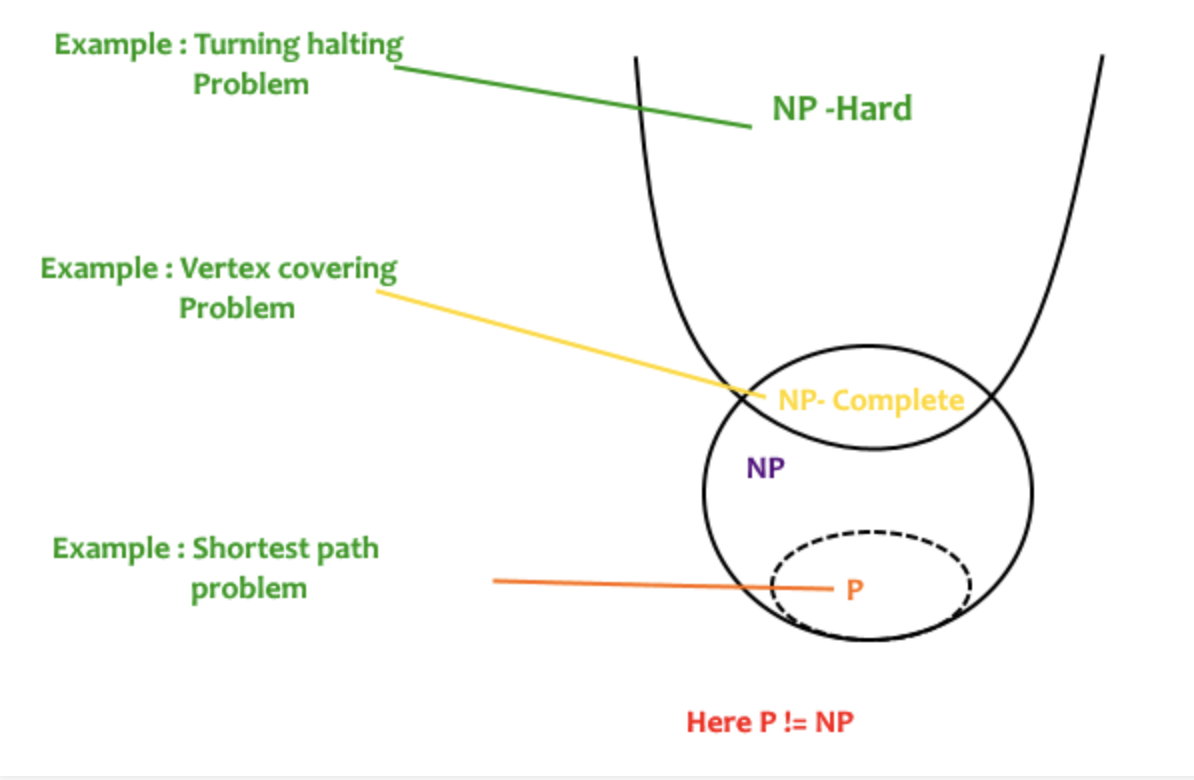 Example : Turning halting
Problem
NP -Hard
Example : Vertex covering
Problem
NP- Complete
NP
Example : Shortest path
problem
P
Here P != NP